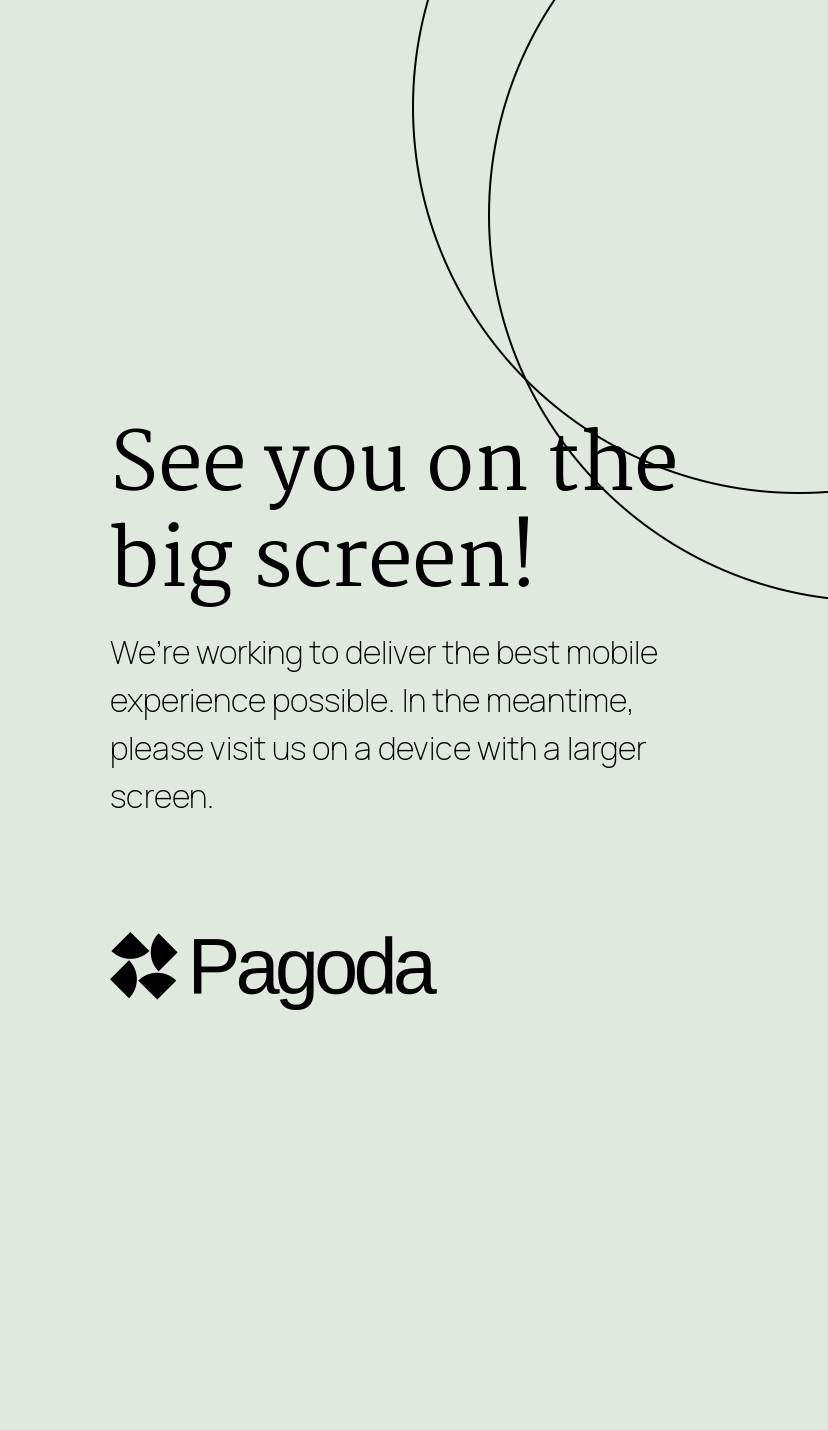 See you on the
big screen!
We’re working to deliver the best mobile
experience possible. In the meantime,
please visit us on a device with a larger
screen.
Pagoda